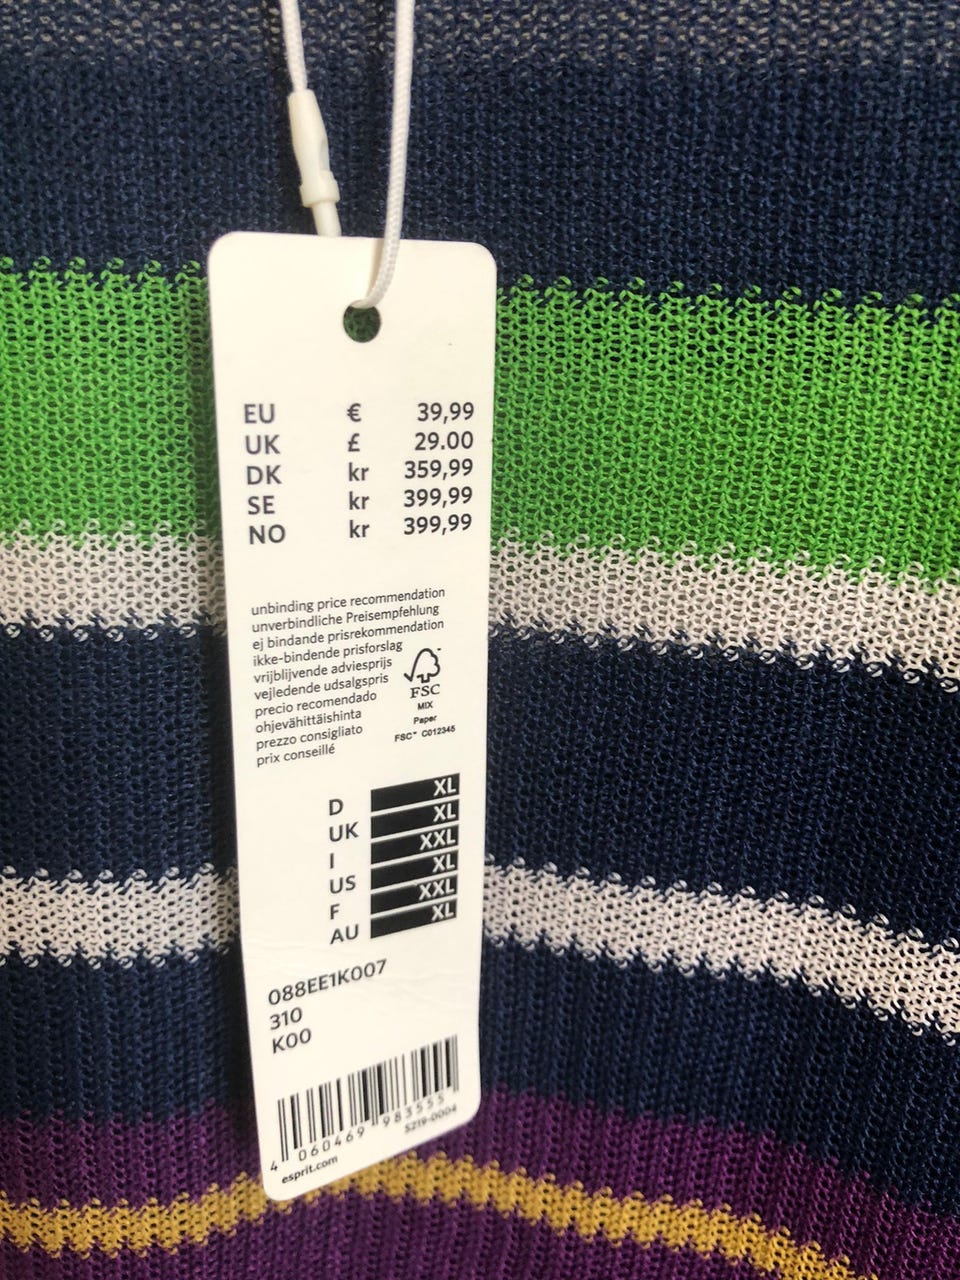 EU € 39,99
UK £ 29.00
DK kr 359,99
SE kr 399,99
NO kr 399,99
unbinding price recommendation
unverbindliche Preisempfehlung
ej bindande prisrekommendation
ikke-bindende prisforslag
vrijblijvende adviesprijs
vejledende udsalgspris
precio recomendado
ohjevähittäishinta
prezzo consigliato
prix conseillé
FSC
MIX
Paper
FSC™ C012345
D XL
UK XL
I XXL
US XL
F XXL
AU XL
088EE1K007
310
K00
4 060469 983555
5219-0004
esprit.com